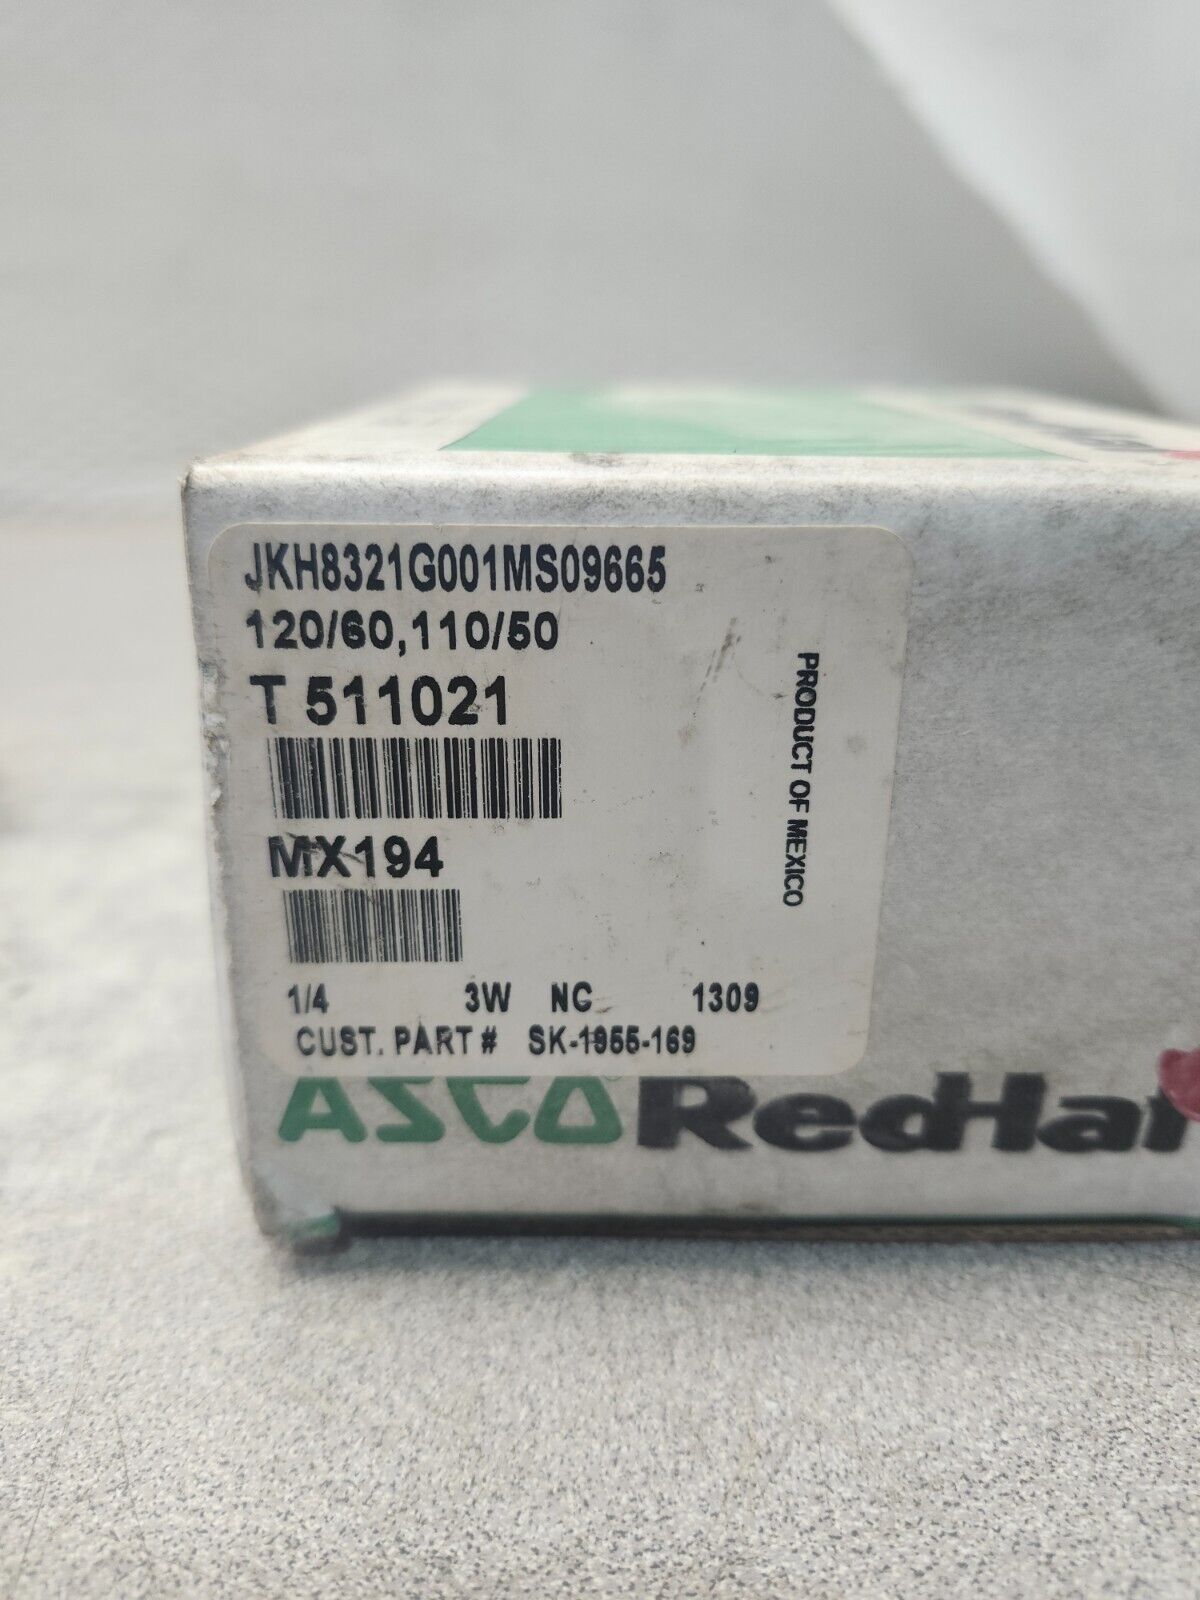 JKH8321G001MS09665
120/60,110/50
T 511021
MX194
1/4 3W NC 1309
CUST. PART # SK-1955-169
PRODUCT OF MEXICO
ASCO RedHat